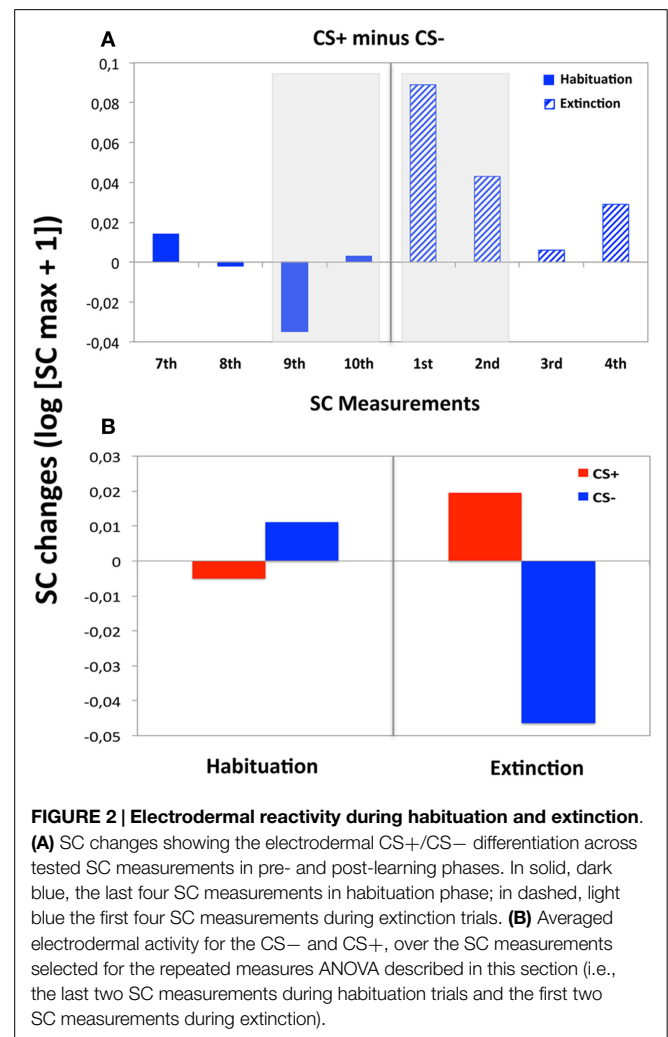 A
CS+ minus CS-
0,1
0,08
0,06
0,04
0,02
0
-0,02
-0,04
Habituation
Extinction
7th 8th 9th 10th 1st 2nd 3rd 4th
SC Measurements
SC changes (log [SC max + 1])
B
0,03
0,02
0,01
0
-0,01
-0,02
-0,03
-0,04
-0,05
CS+
CS-
Habituation Extinction
FIGURE 2 | Electrodermal reactivity during habituation and extinction.
(A) SC changes showing the electrodermal CS+/CS− differentiation across
tested SC measurements in pre- and post-learning phases. In solid, dark
blue, the last four SC measurements in habituation phase; in dashed, light
blue the first four SC measurements during extinction trials. (B) Averaged
electrodermal activity for the CS− and CS+, over the SC measurements
selected for the repeated measures ANOVA described in this section (i.e.,
the last two SC measurements during habituation trials and the first two
SC measurements during extinction).